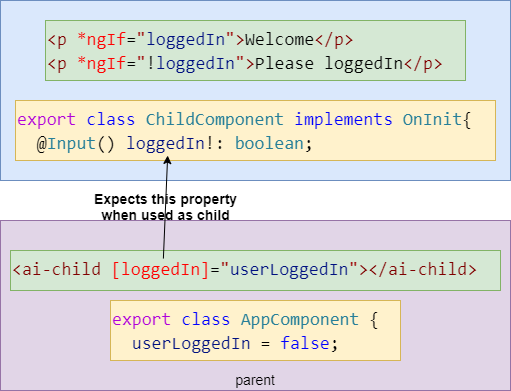 <p *ngIf="loggedIn">Welcome</p>
<p *ngIf="!loggedIn">Please loggedIn</p>
export class ChildComponent implements OnInit{
@Input() loggedIn!: boolean;
Expects this property
when used as child
<ai-child [loggedIn]="userLoggedIn"></ai-child>
export class AppComponent {
userLoggedIn = false;
parent